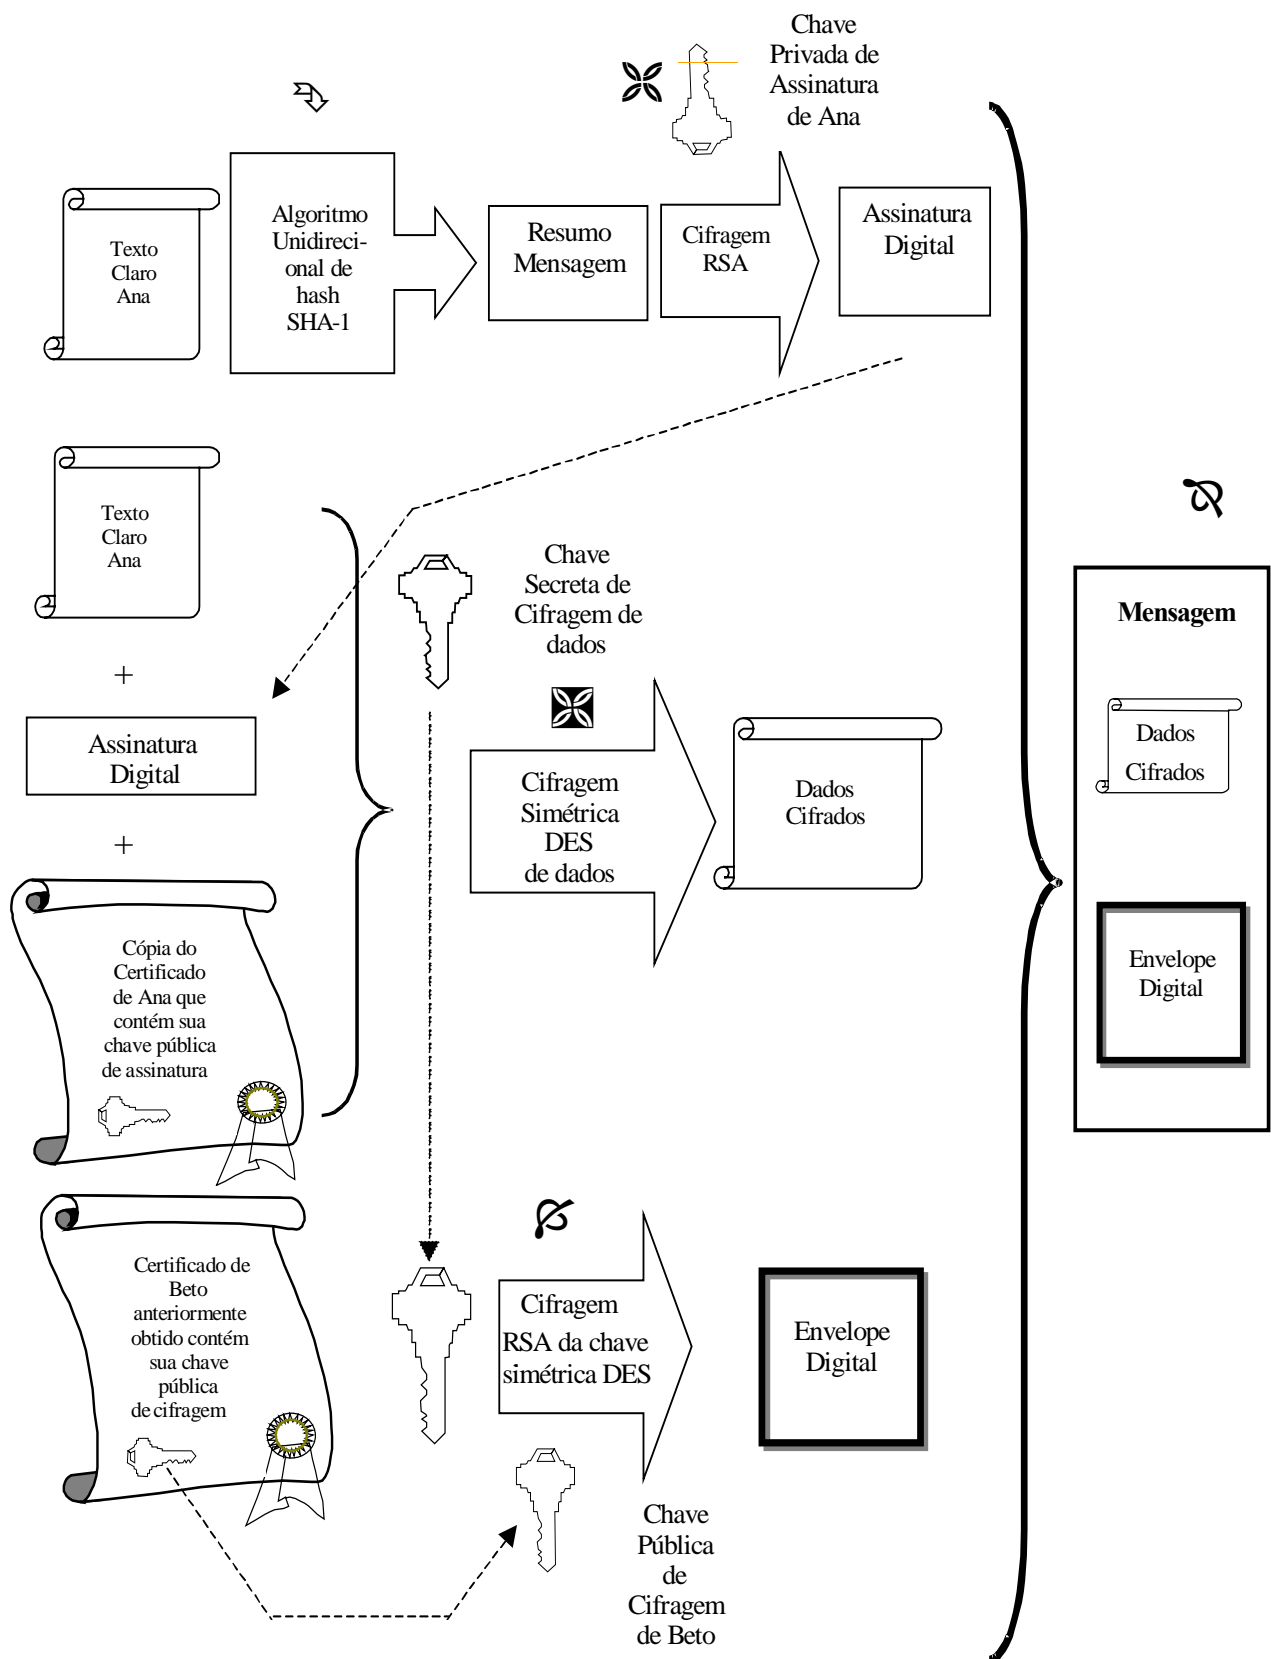 Chave
Privada de
Assinatura
de Ana
Texto
Claro
Ana
Algoritmo
Unidireci-
onal de
hash
SHA-1
Resumo
Mensagem
Cifragem
RSA
Assinatura
Digital
Texto
Claro
Ana
+
Assinatura
Digital
+
Cópia do
Certificado
de Ana que
contém sua
chave pública
de assinatura
Chave
Secreta de
Cifragem de
dados
Cifragem
Simétrica
DES
de dados
Dados
Cifrados
Certificado de
Beto
anteriormente
obtido contém
sua chave
pública
de cifragem
Cifragem
RSA da chave
simétrica DES
Chave
Pública
de
Cifragem
de Beto
Envelope
Digital
Mensagem
Dados
Cifrados
Envelope
Digital